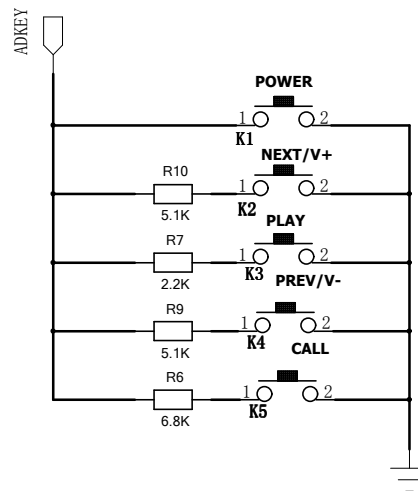 ADKEY
POWER
1 2
K1
NEXT/V+
R10
1 2
K2
5.1K
PLAY
R7
1 2
K3
2.2K
PREV/V-
R9
1 2
K4
5.1K
CALL
R6
1 2
K5
6.8K